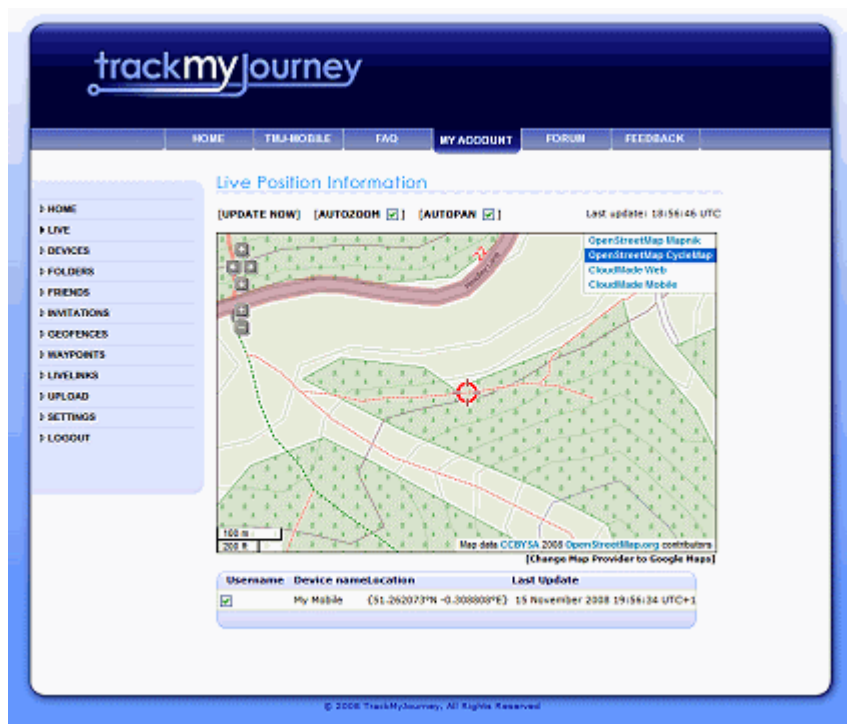 trackmyJourney
HOME TMJ-MOBILE FAQ MY ACCOUNT FORUM FEEDBACK
Live Position Information
HOME
LIVE
DEVICES
FOLDERS
FRIENDS
INVITATIONS
GEOFENCES
WAYPOINTS
LIVELINKS
UPLOAD
SETTINGS
LOGOUT
[UPDATE NOW] [AUTOZOOM ] [AUTOPAN ] Last update: 18:56:46 UTC
OpenStreetMap Mapnik
OpenStreetMap CycleMap
CloudMade Web
CloudMade Mobile
22
Headley Lane
100 m
200 ft
Map data CCBYSA 2008 OpenStreetMap.org contributors
[Change Map Provider to Google Maps]
Username Device name Location Last Update
My Mobile (51.262073°N -0.308808°E) 15 November 2008 19:56:34 UTC+1
© 2008 TrackMyJourney, All Rights Reserved